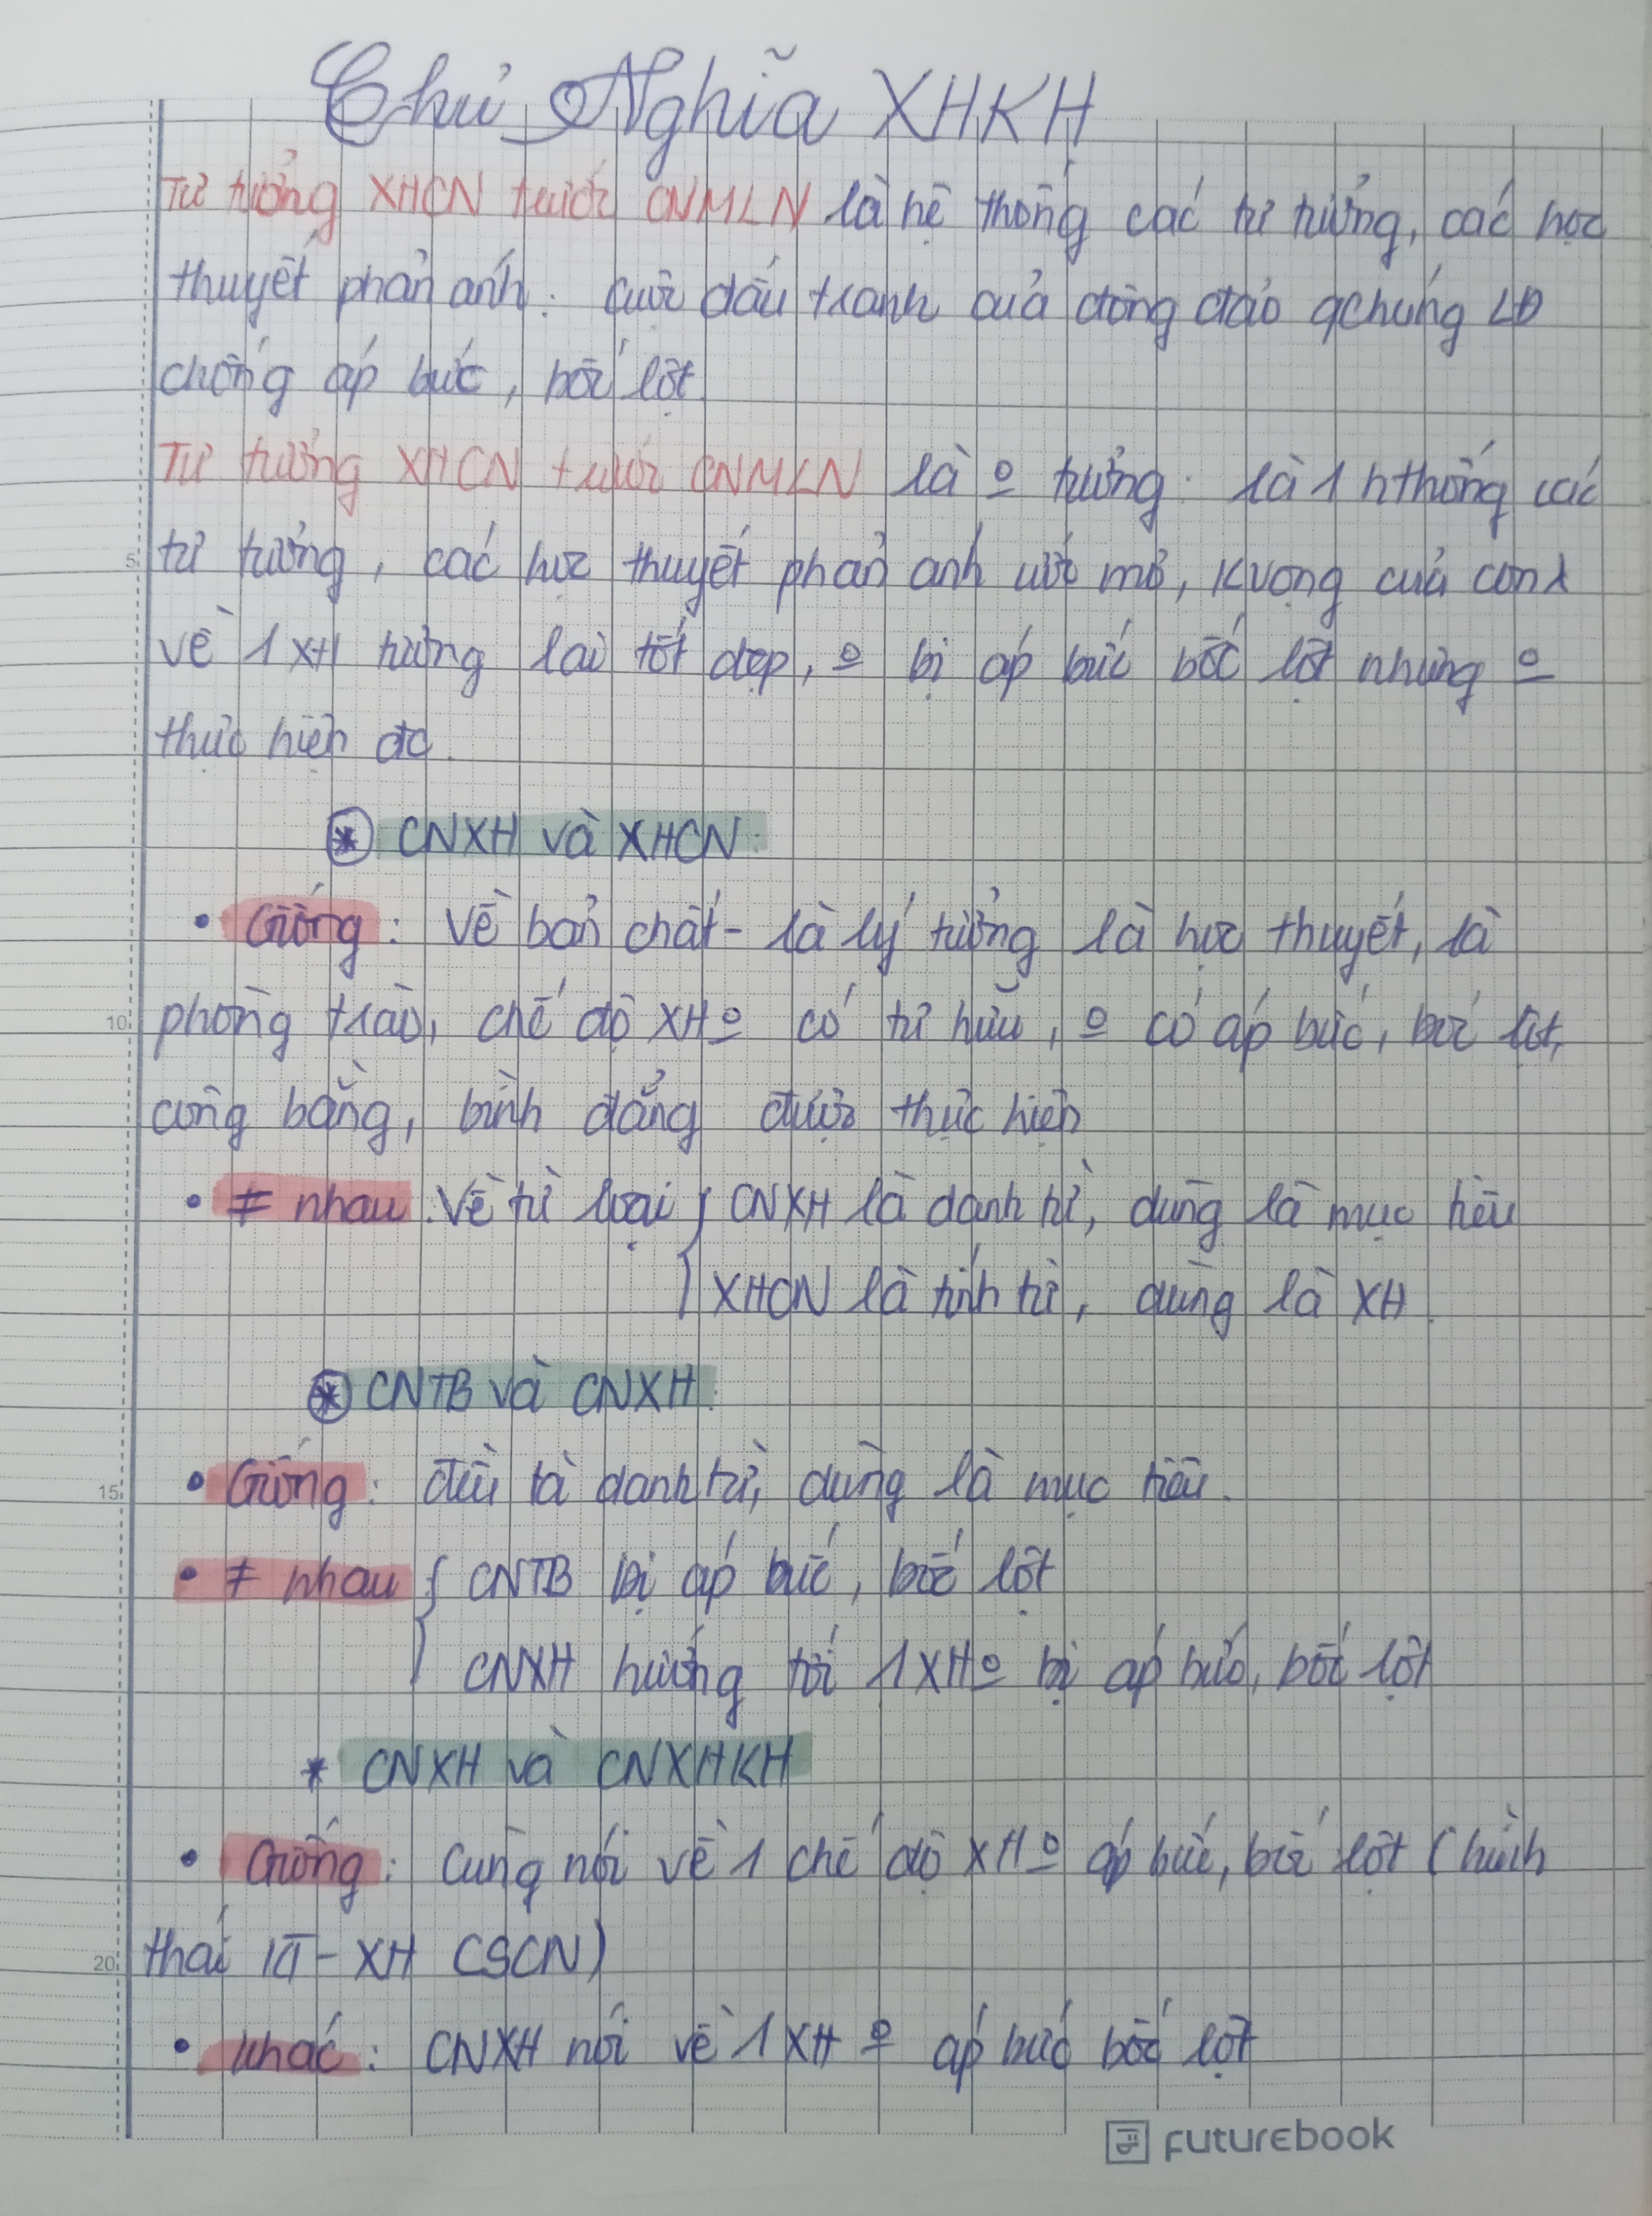 Chủ Nghĩa XHKH
Tư tưởng XHCN trước CNMLN là hệ thống các tư tưởng, các học
thuyết phản ánh: cuộc đấu tranh của đông đảo qchúng LĐ
chống áp bức, bóc lột.
Tư tưởng XHCN trước CNMLN là o tưởng: là 1 hthống các
5 tư tưởng, các học thuyết phản ánh ước mơ, kvọng của con
về 1 XH tương lai tốt đẹp, o bị áp bức bóc lột nhưng o
thực hiện đc.
⊛ CNXH và XHCN:
• Giống: Về bản chất - là lý tưởng là học thuyết, là
10 phong trào, chế độ XH o có tư hữu, o có áp bức, bóc lột,
công bằng, bình đẳng được thực hiện
• ≠ nhau. Về từ loại { CNXH là danh từ, dùng là mục tiêu
XHCN là tính từ, dùng là XH.
⊛ CNTB và CNXH:
15 • Giống: đều là danh từ, dùng là mục tiêu.
• ≠ nhau { CNTB bị áp bức, bóc lột
CNXH hướng tới 1 XH o bị áp bức, bóc lột
* CNXH và CNXHKH
• Giống: Cùng nói về 1 chế độ XH o áp bức, bóc lột (hình
20 thái KT - XH CSCN)
• khác: CNXH nói về 1 XH o áp bức bóc lột
futurebook